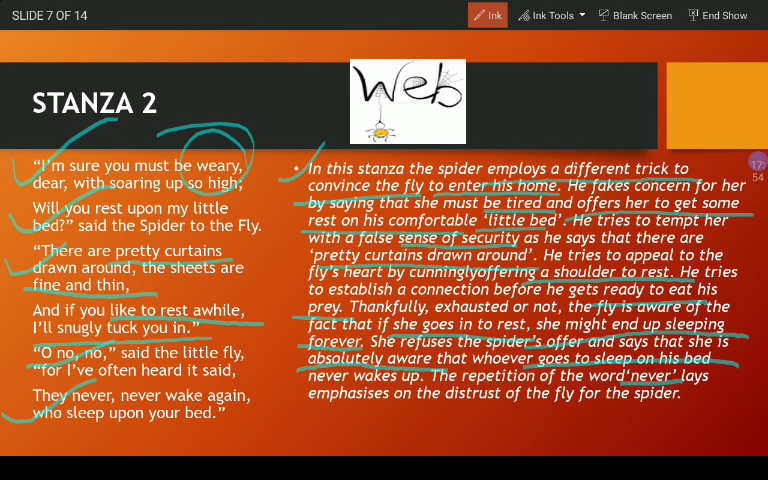 SLIDE 7 OF 14
Ink
Ink Tools
Blank Screen
End Show
STANZA 2
Web
17:
54
“I’m sure you must be weary,
dear, with soaring up so high;
Will you rest upon my little
bed?” said the Spider to the Fly.
“There are pretty curtains
drawn around, the sheets are
fine and thin,
And if you like to rest awhile,
I’ll snugly tuck you in.”
“O no, no,” said the little fly,
“for I’ve often heard it said,
They never, never wake again,
who sleep upon your bed.”
• In this stanza the spider employs a different trick to
convince the fly to enter his home. He fakes concern for her
by saying that she must be tired and offers her to get some
rest on his comfortable ‘little bed’. He tries to tempt her
with a false sense of security as he says that there are
‘pretty curtains drawn around’. He tries to appeal to the
fly’s heart by cunninglyoffering a shoulder to rest. He tries
to establish a connection before he gets ready to eat his
prey. Thankfully, exhausted or not, the fly is aware of the
fact that if she goes in to rest, she might end up sleeping
forever. She refuses the spider’s offer and says that she is
absolutely aware that whoever goes to sleep on his bed
never wakes up. The repetition of the word‘never’ lays
emphasises on the distrust of the fly for the spider.